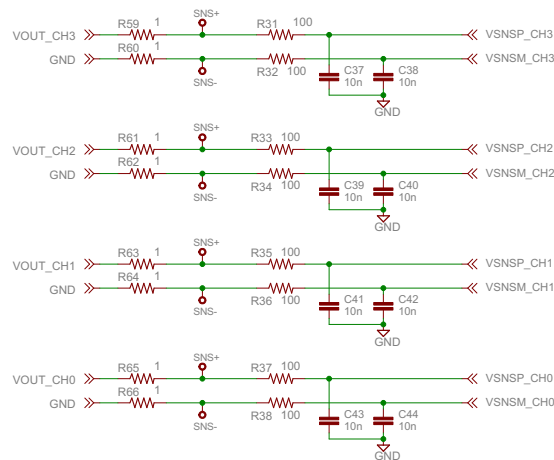 VOUT_CH3 R59 1 SNS+ R31 100 VSNSP_CH3
GND R60 1 SNS- R32 100 VSNSM_CH3
C37 10n C38 10n
GND
VOUT_CH2 R61 1 SNS+ R33 100 VSNSP_CH2
GND R62 1 SNS- R34 100 VSNSM_CH2
C39 10n C40 10n
GND
VOUT_CH1 R63 1 SNS+ R35 100 VSNSP_CH1
GND R64 1 SNS- R36 100 VSNSM_CH1
C41 10n C42 10n
GND
VOUT_CH0 R65 1 SNS+ R37 100 VSNSP_CH0
GND R66 1 SNS- R38 100 VSNSM_CH0
C43 10n C44 10n
GND